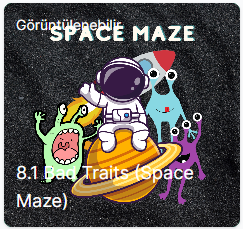 Görüntülenebilir
SPACE MAZE
8.1 Bad Traits (Space
Maze)